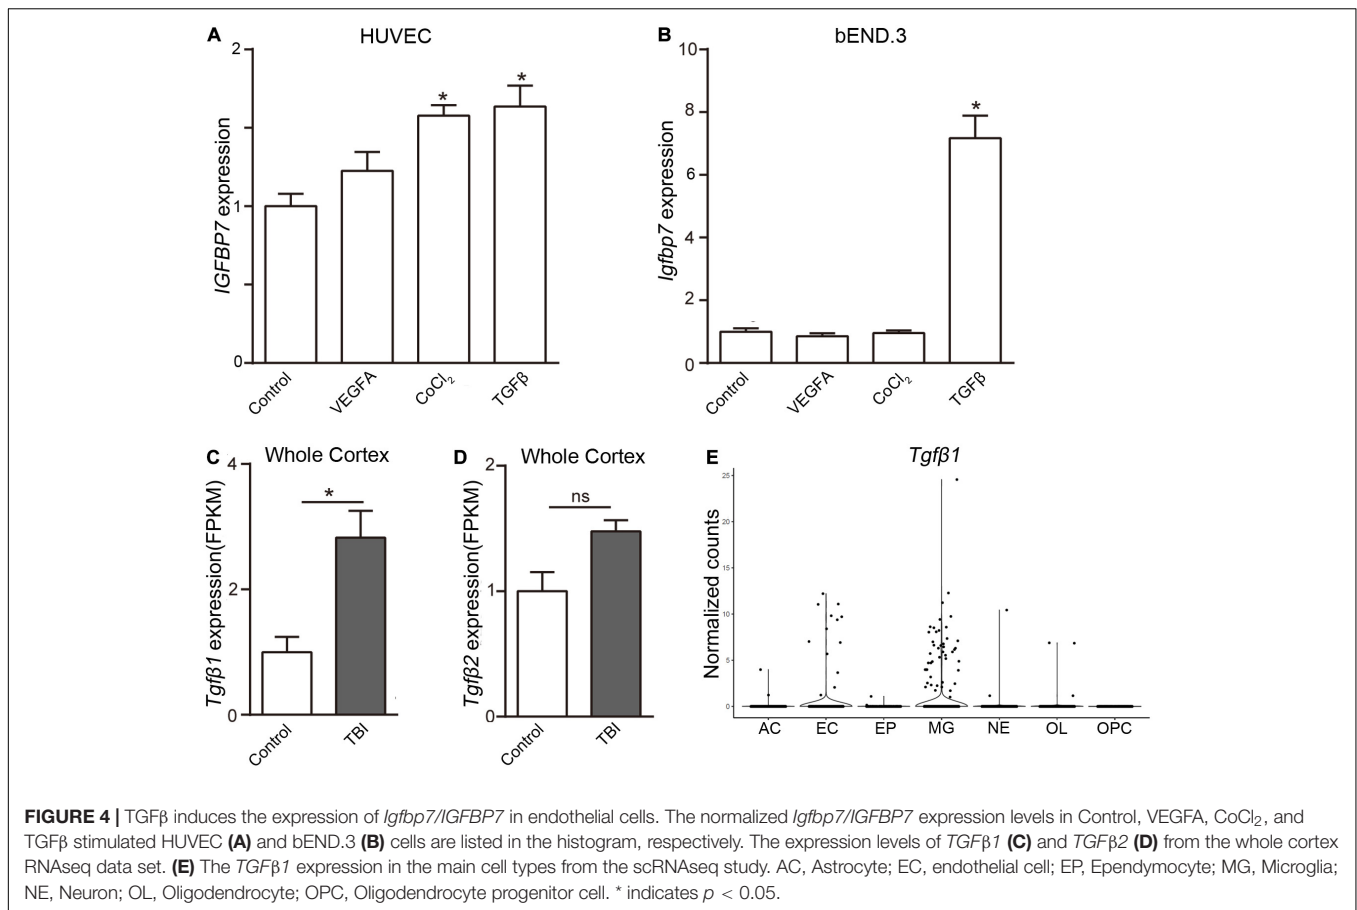 A
HUVEC
IGFBP7 expression
2
1
0
Control
VEGFA
CoCl₂
TGFβ
*
*
B
bEND.3
Igfbp7 expression
10
8
6
4
2
0
Control
VEGFA
CoCl₂
TGFβ
*
C
Whole Cortex
Tgfβ1 expression(FPKM)
4
2
0
*
Control
TBI
D
Whole Cortex
Tgfβ2 expression(FPKM)
2
1
0
ns
Control
TBI
E
Tgfβ1
Normalized counts
25
20
15
10
5
0
AC EC EP MG NE OL OPC
FIGURE 4 | TGFβ induces the expression of Igfbp7/IGFBP7 in endothelial cells. The normalized Igfbp7/IGFBP7 expression levels in Control, VEGFA, CoCl₂, and
TGFβ stimulated HUVEC (A) and bEND.3 (B) cells are listed in the histogram, respectively. The expression levels of TGFβ1 (C) and TGFβ2 (D) from the whole cortex
RNAseq data set. (E) The TGFβ1 expression in the main cell types from the scRNAseq study. AC, Astrocyte; EC, endothelial cell; EP, Ependymocyte; MG, Microglia;
NE, Neuron; OL, Oligodendrocyte; OPC, Oligodendrocyte progenitor cell. * indicates p < 0.05.